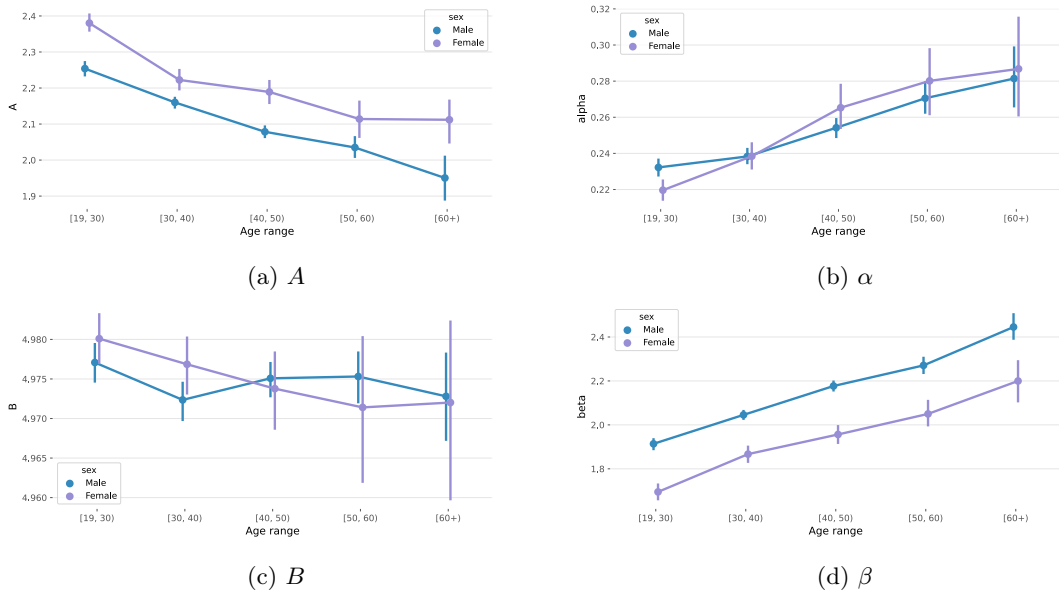 2,4
2,3
2,2
2,1
2,0
1,9
A
sex
Male
Female
[19, 30)
[30, 40)
[40, 50)
[50, 60)
[60+)
Age range
(a) A
0,32
0,30
0,28
0,26
0,24
0,22
alpha
sex
Male
Female
[19, 30)
[30, 40)
[40, 50)
[50, 60)
[60+)
Age range
(b) α
4,980
4,975
4,970
4,965
4,960
B
sex
Male
Female
[19, 30)
[30, 40)
[40, 50)
[50, 60)
[60+)
Age range
(c) B
2,4
2,2
2,0
1,8
beta
sex
Male
Female
[19, 30)
[30, 40)
[40, 50)
[50, 60)
[60+)
Age range
(d) β